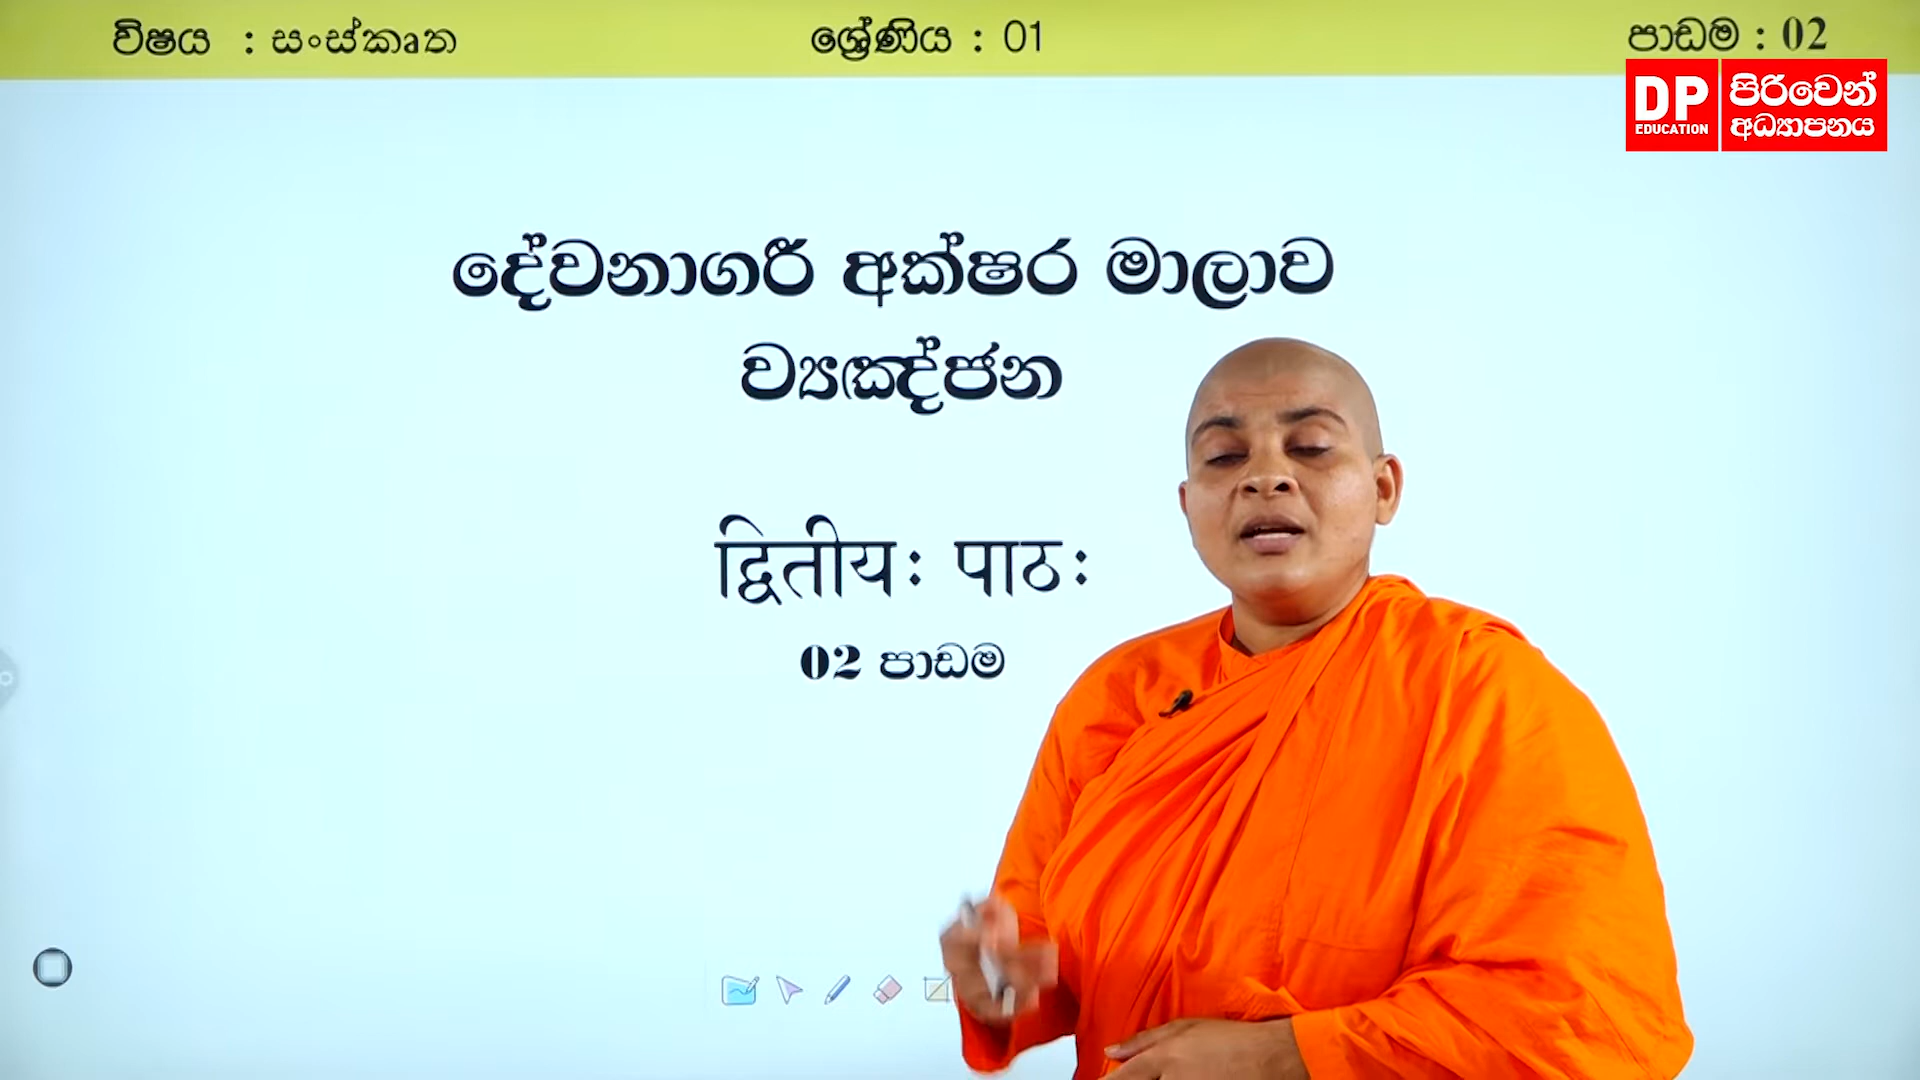 විෂය : සංස්කෘත
ශ්‍රේණිය : 01
පාඩම : 02
DP
EDUCATION
පිරිවෙන්
අධ්‍යාපනය
දේවනාගරී අක්ෂර මාලාව
ව්‍යඤ්ජන
द्वितीयः पाठः
02 පාඩම